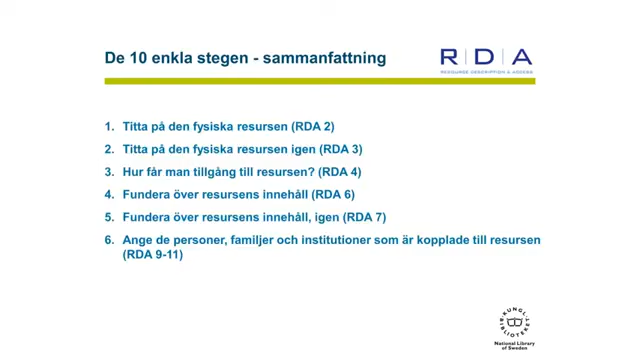 De 10 enkla stegen - sammanfattning
R D A
RESOURCE DESCRIPTION & ACCESS
1. Titta på den fysiska resursen (RDA 2)
2. Titta på den fysiska resursen igen (RDA 3)
3. Hur får man tillgång till resursen? (RDA 4)
4. Fundera över resursens innehåll (RDA 6)
5. Fundera över resursens innehåll, igen (RDA 7)
6. Ange de personer, familjer och institutioner som är kopplade till resursen
(RDA 9-11)
KUNGL.
BIBLIOTEKET
National Library
of Sweden